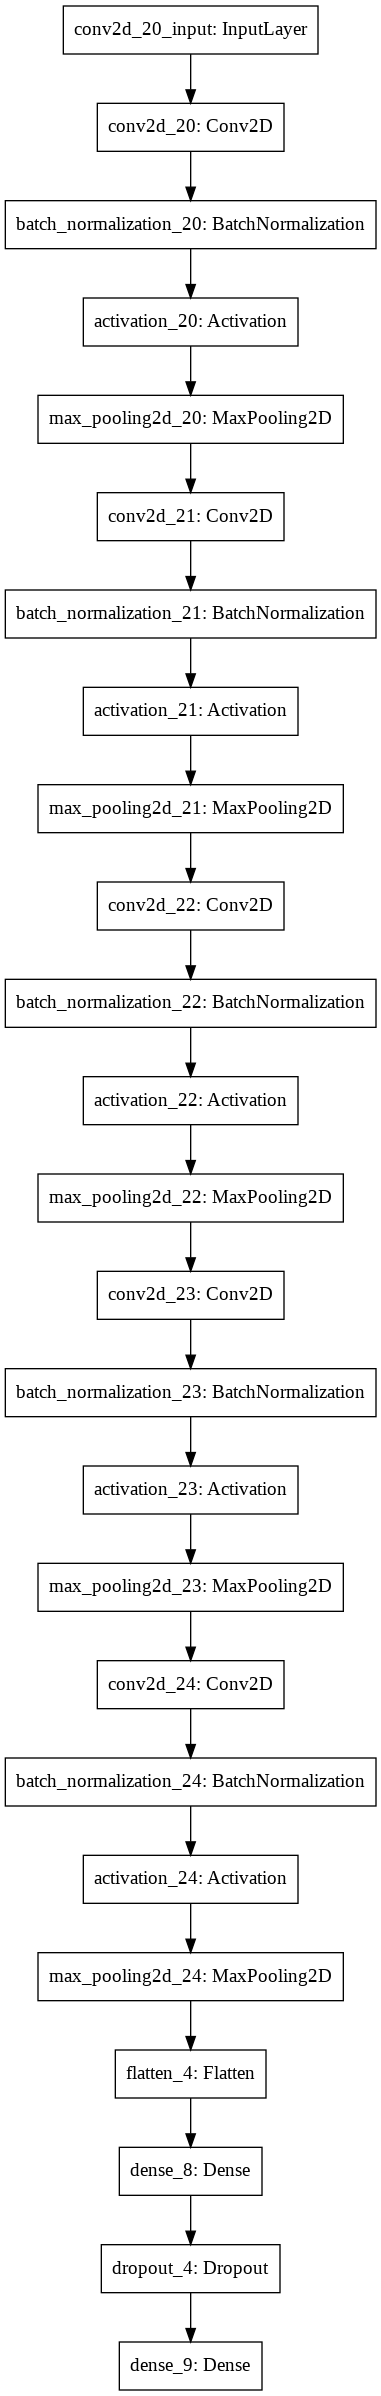 conv2d_20_input: InputLayer
conv2d_20: Conv2D
batch_normalization_20: BatchNormalization
activation_20: Activation
max_pooling2d_20: MaxPooling2D
conv2d_21: Conv2D
batch_normalization_21: BatchNormalization
activation_21: Activation
max_pooling2d_21: MaxPooling2D
conv2d_22: Conv2D
batch_normalization_22: BatchNormalization
activation_22: Activation
max_pooling2d_22: MaxPooling2D
conv2d_23: Conv2D
batch_normalization_23: BatchNormalization
activation_23: Activation
max_pooling2d_23: MaxPooling2D
conv2d_24: Conv2D
batch_normalization_24: BatchNormalization
activation_24: Activation
max_pooling2d_24: MaxPooling2D
flatten_4: Flatten
dense_8: Dense
dropout_4: Dropout
dense_9: Dense